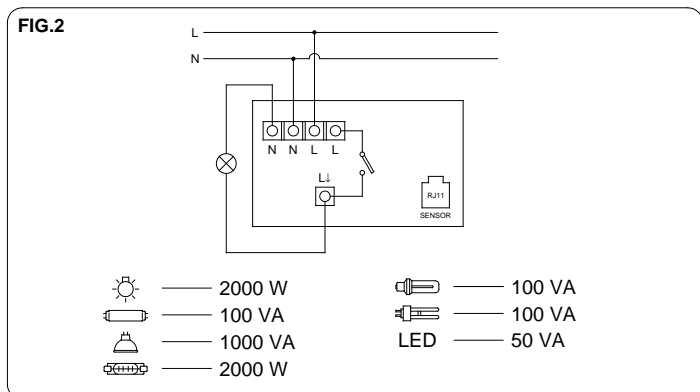 FIG.2
L
N
N N L L
L↓
RJ11
SENSOR
2000 W
100 VA
1000 VA
2000 W
100 VA
100 VA
LED 50 VA